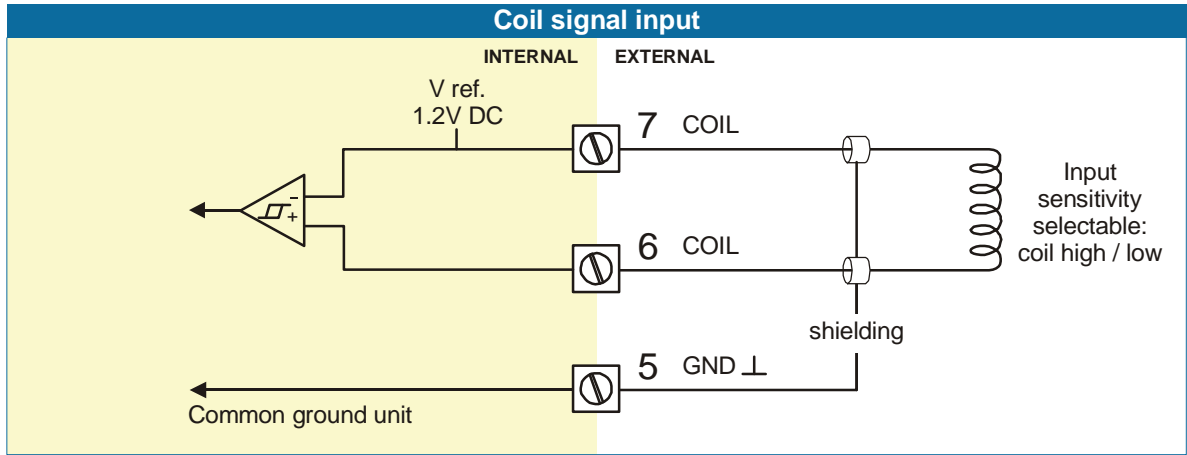 Coil signal input
INTERNAL EXTERNAL
V ref.
1.2V DC
7 COIL
-
+
Input
sensitivity
selectable:
coil high / low
6 COIL
shielding
5 GND ⊥
Common ground unit